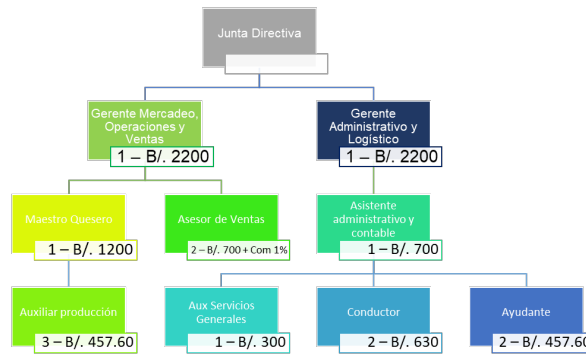 Junta Directiva
Gerente Mercadeo,
Operaciones y
Ventas
1 – B/. 2200
Gerente
Administrativo y
Logístico
1 – B/. 2200
Maestro Quesero
1 – B/. 1200
Asesor de Ventas
2 – B/. 700 + Com 1%
Asistente
administrativo y
contable
1 – B/. 700
Auxiliar producción
3 – B/. 457.60
Aux Servicios
Generales
1 – B/. 300
Conductor
2 – B/. 630
Ayudante
2 – B/. 457.60